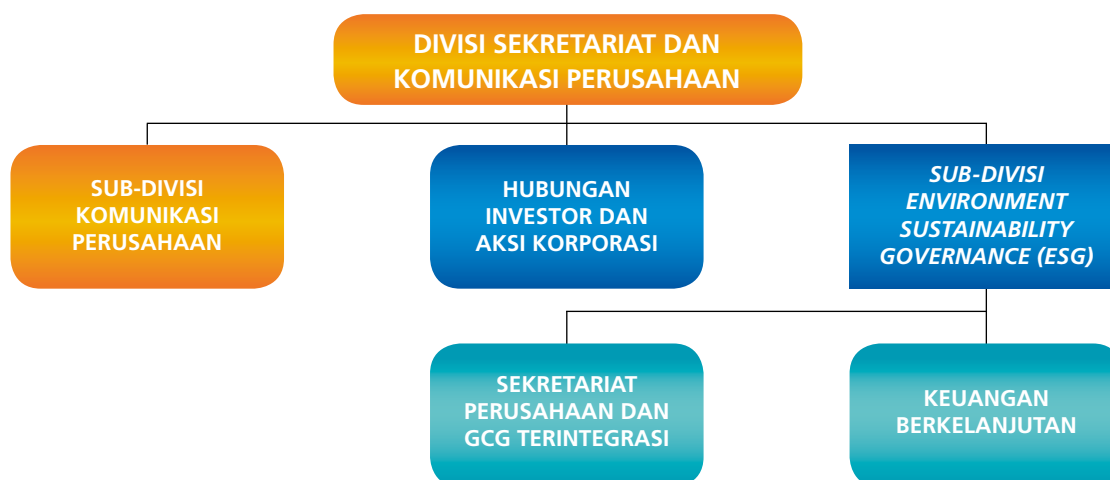 DIVISI SEKRETARIAT DAN
KOMUNIKASI PERUSAHAAN
SUB-DIVISI
KOMUNIKASI
PERUSAHAAN
HUBUNGAN
INVESTOR DAN
AKSI KORPORASI
SUB-DIVISI
ENVIRONMENT
SUSTAINABILITY
GOVERNANCE (ESG)
SEKRETARIAT
PERUSAHAAN DAN
GCG TERINTEGRASI
KEUANGAN
BERKELANJUTAN